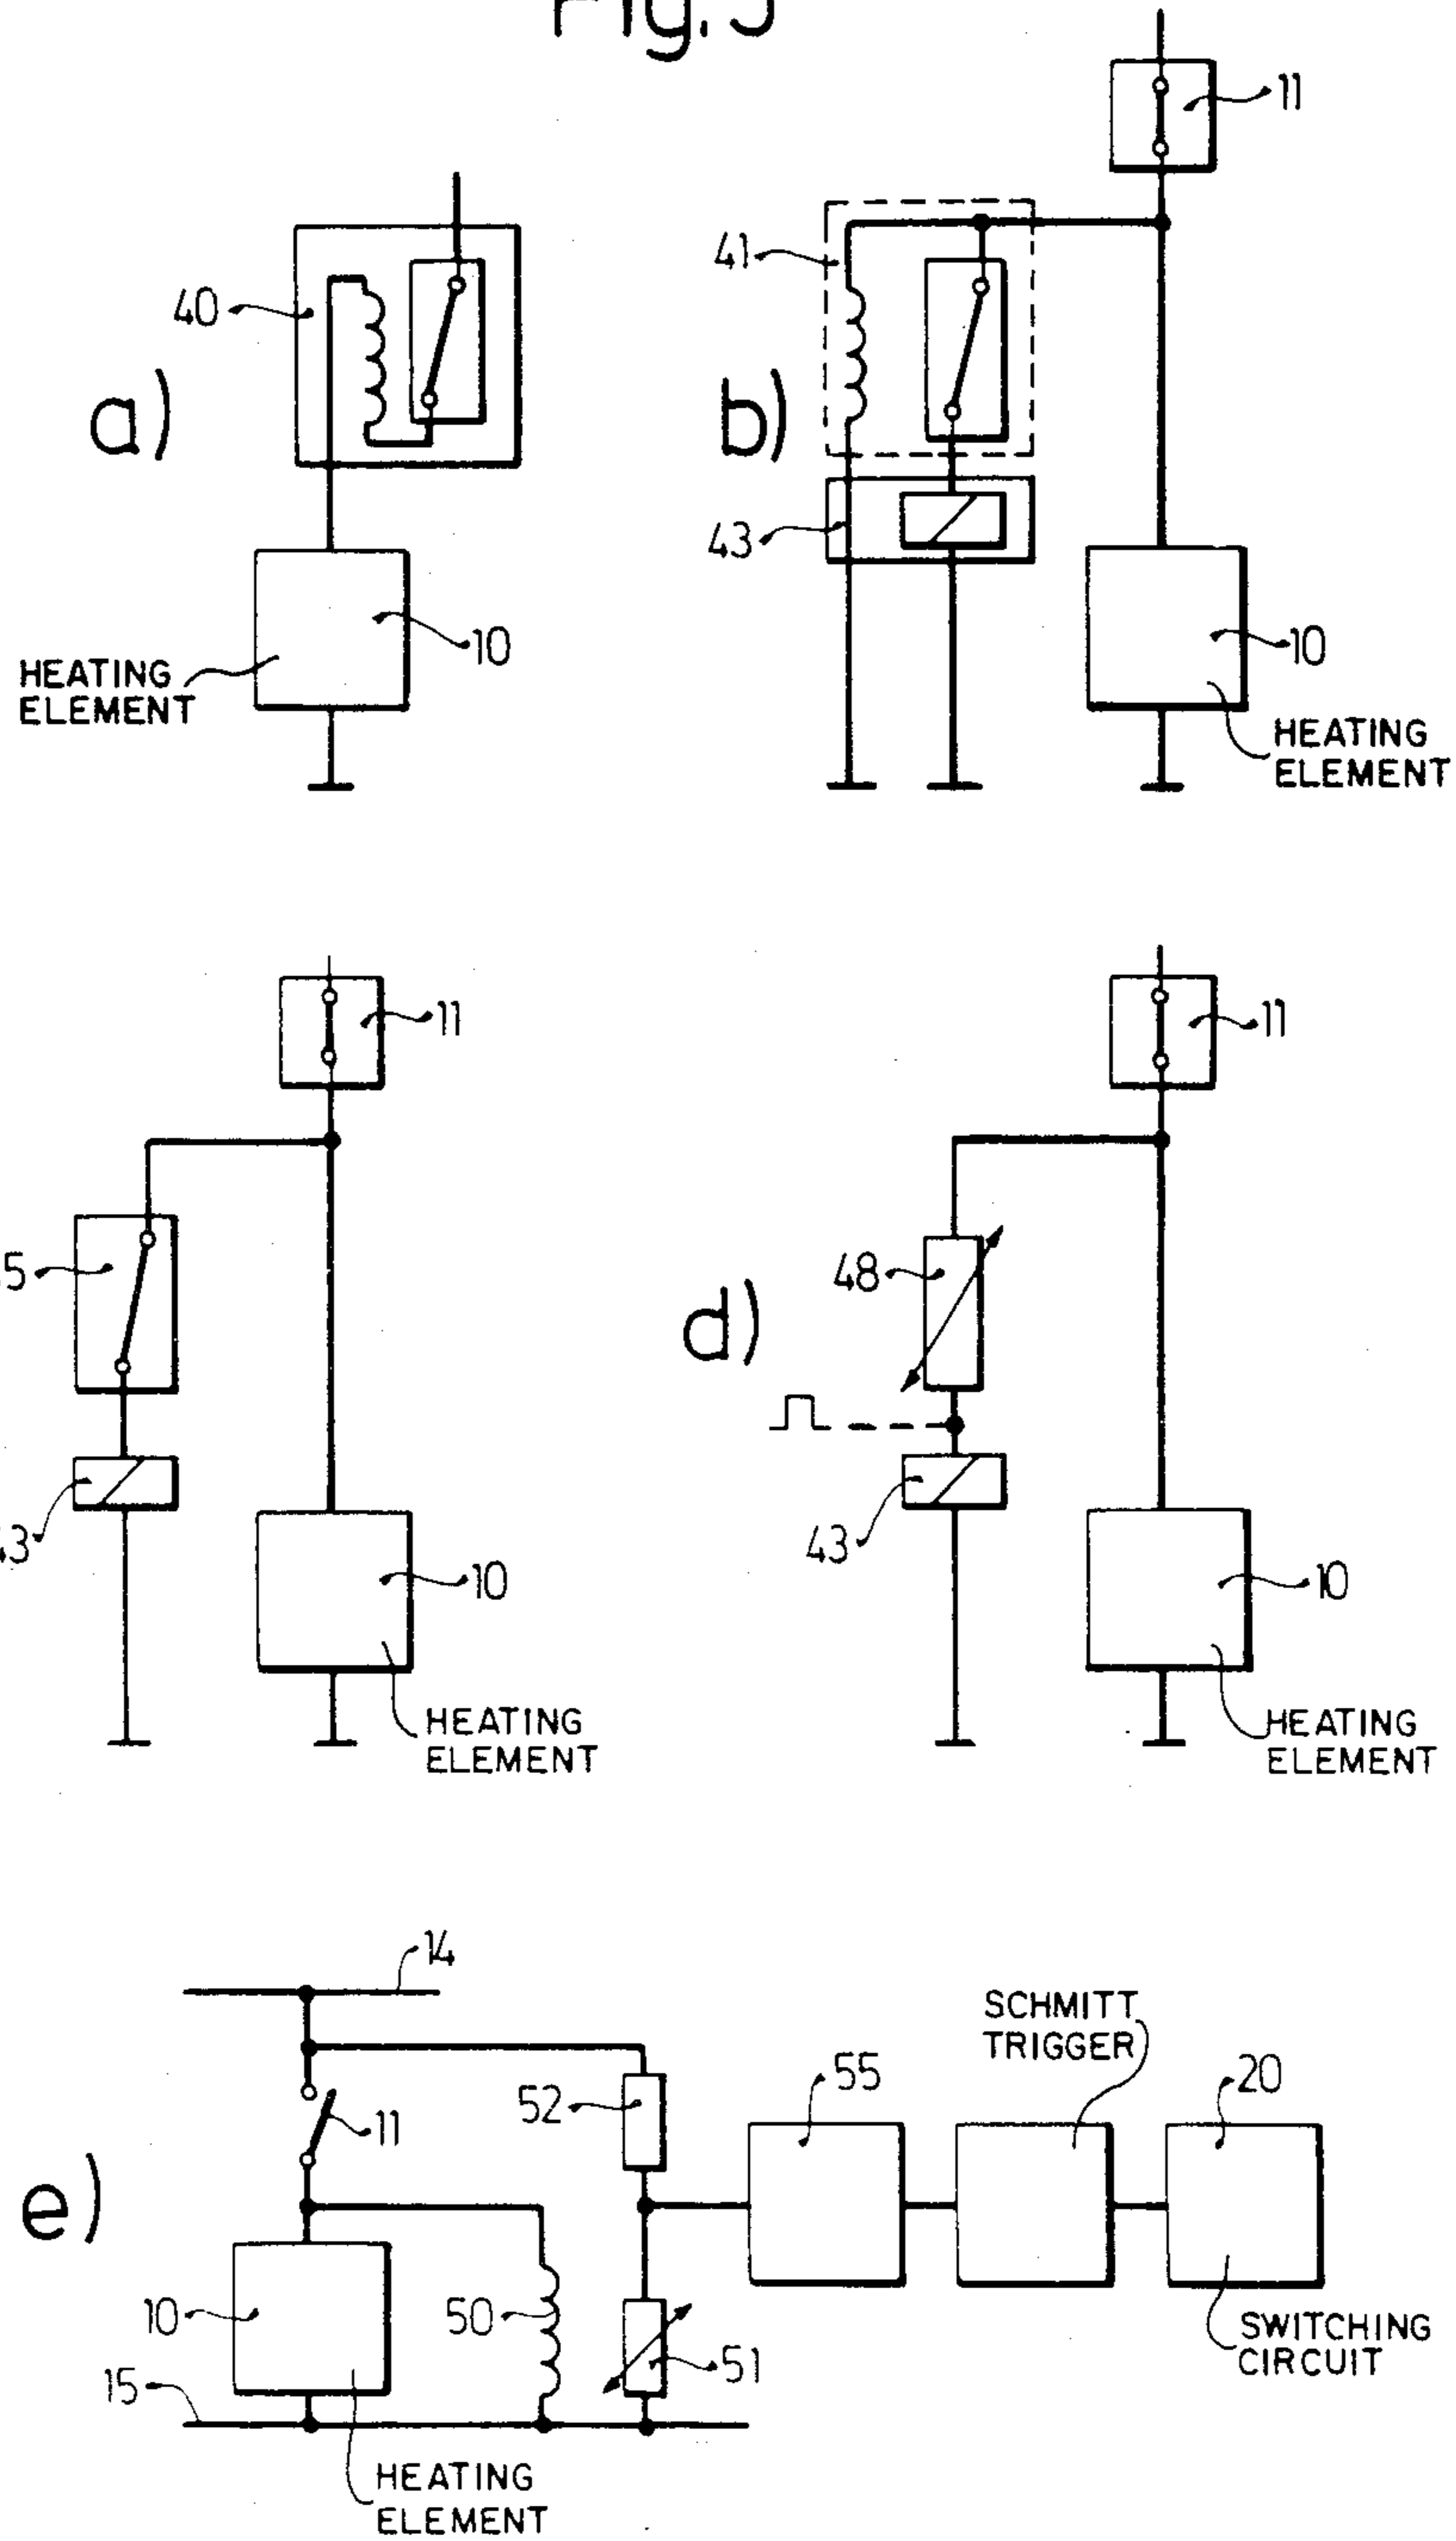 Fig. 5
11
40
41
a)
b)
43
10
10
HEATING
ELEMENT
HEATING
ELEMENT
11
11
5
48
d)
43
43
10
10
HEATING
ELEMENT
HEATING
ELEMENT
14
SCHMITT
TRIGGER
55
20
52
11
e)
10
50
51
15
SWITCHING
CIRCUIT
HEATING
ELEMENT